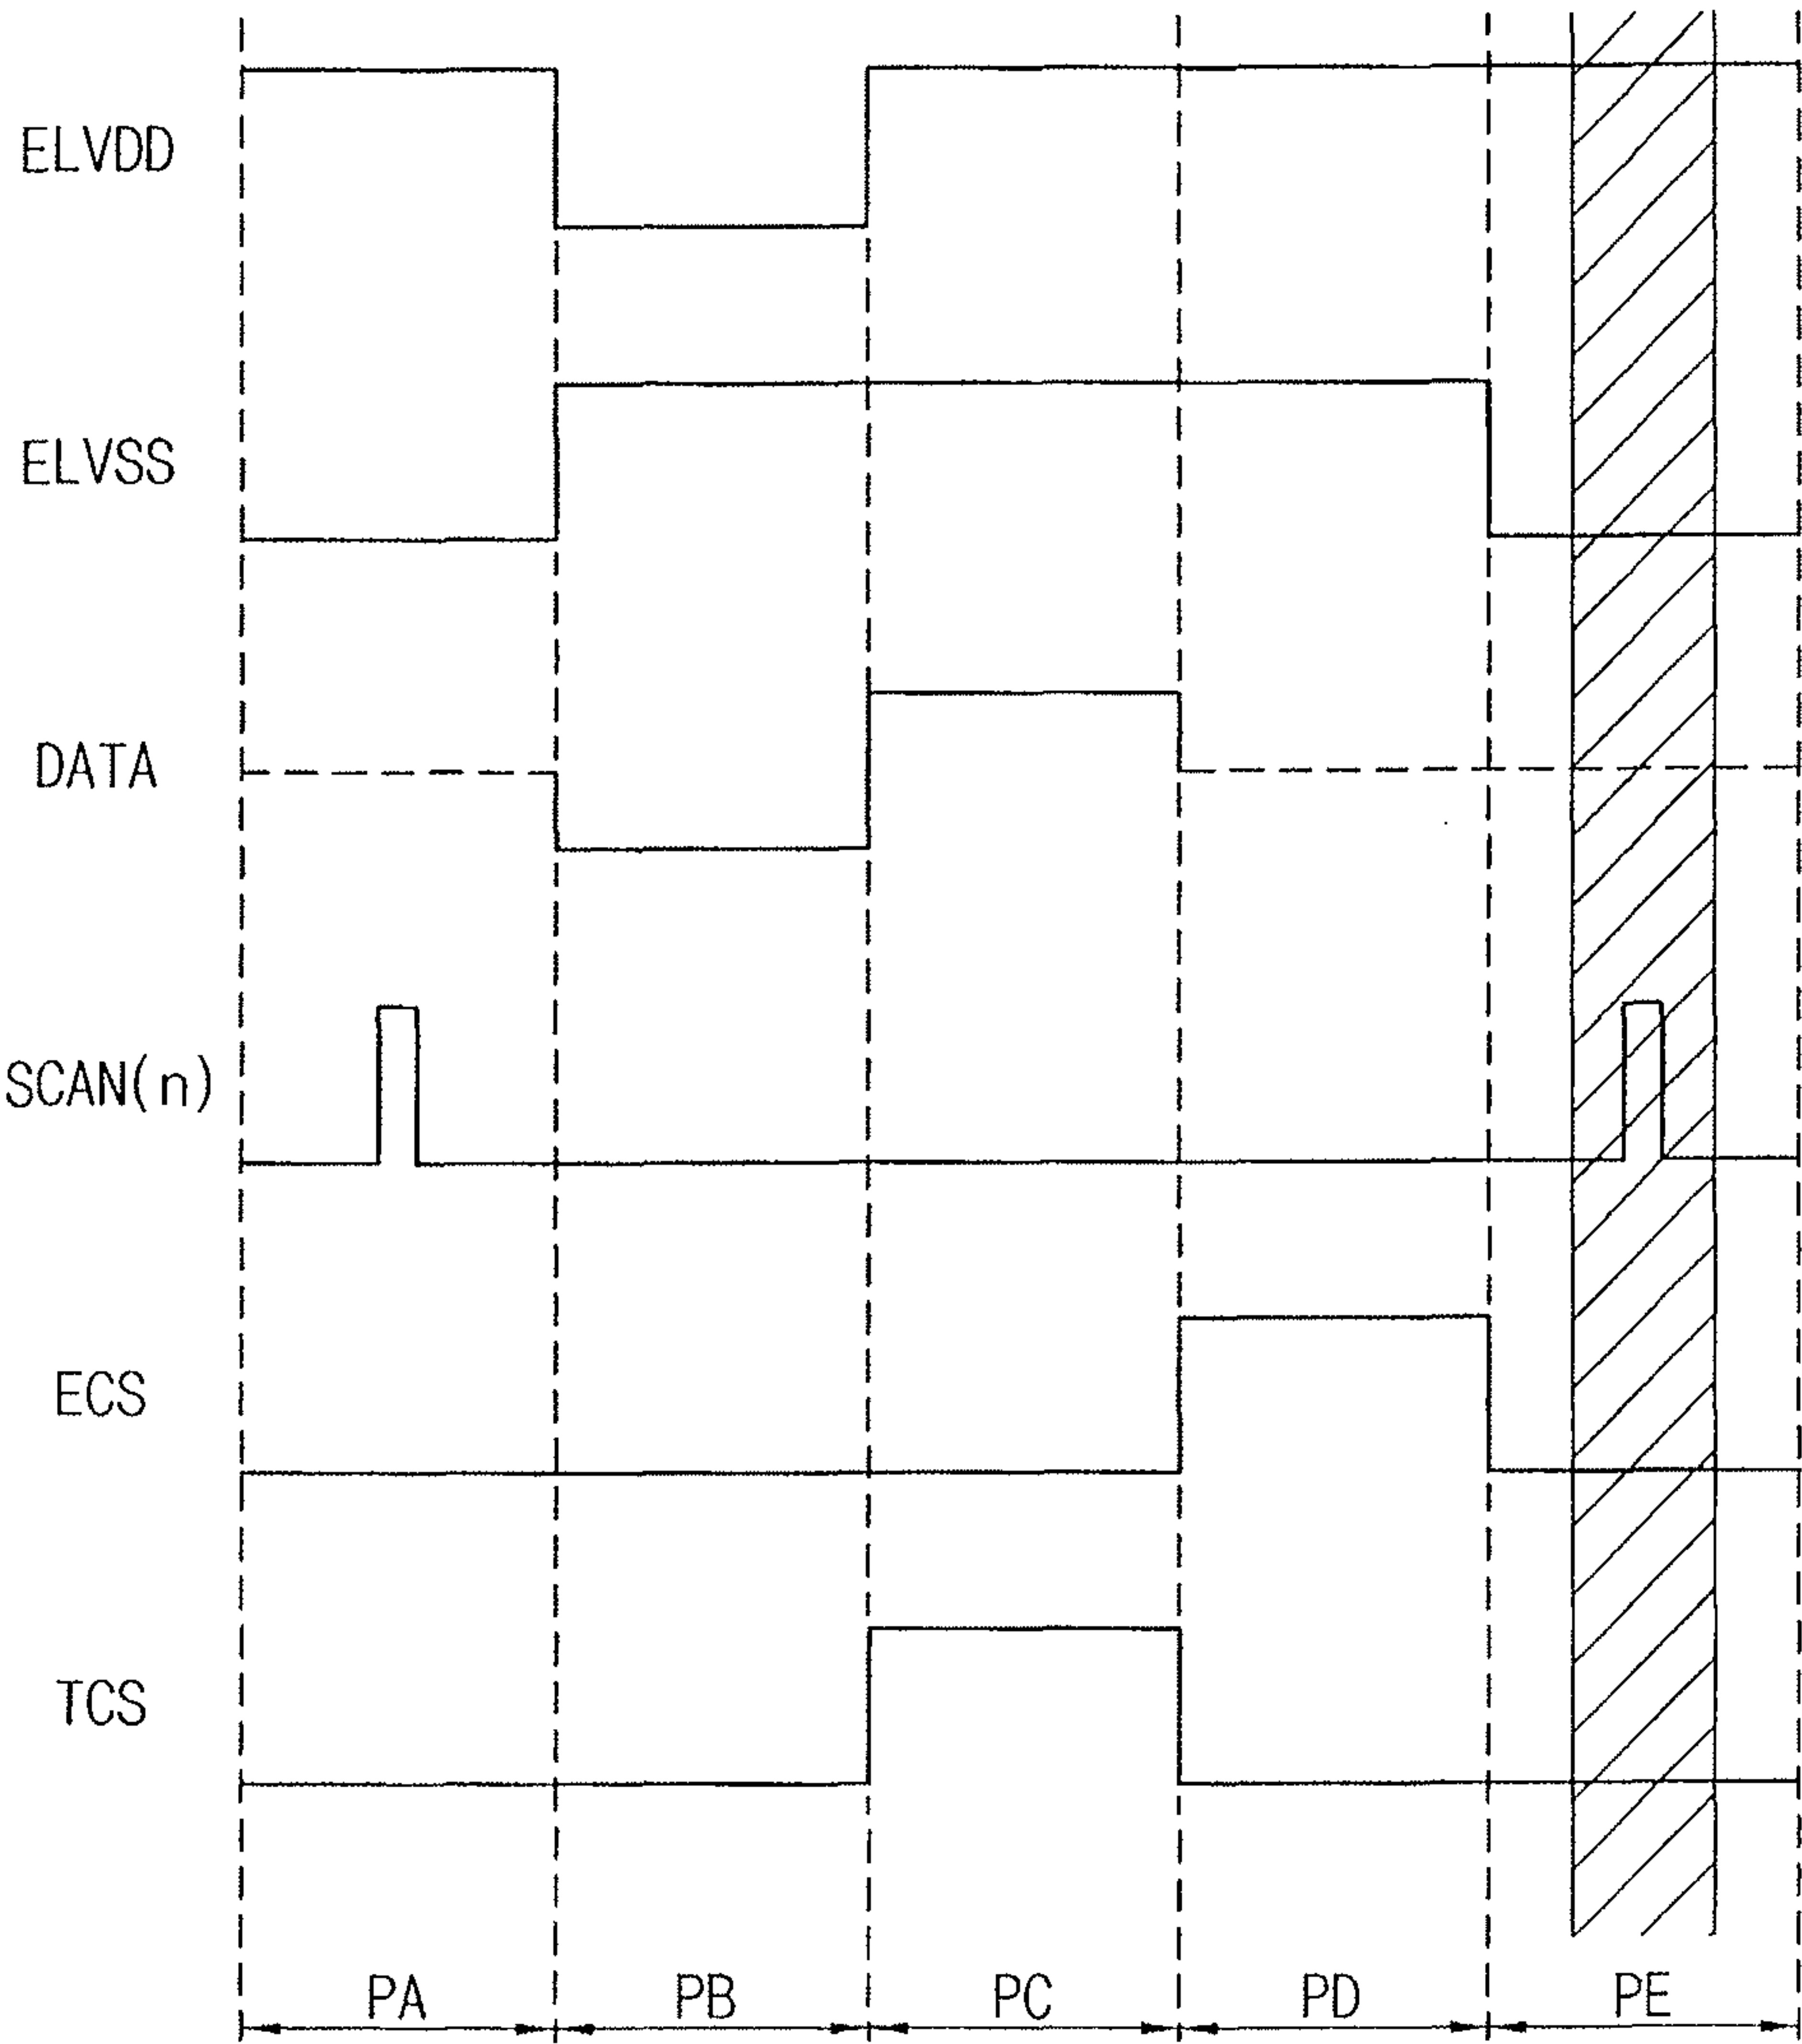 ELVDD
ELVSS
DATA
SCAN(n)
ECS
TCS
PA PB PC PD PE